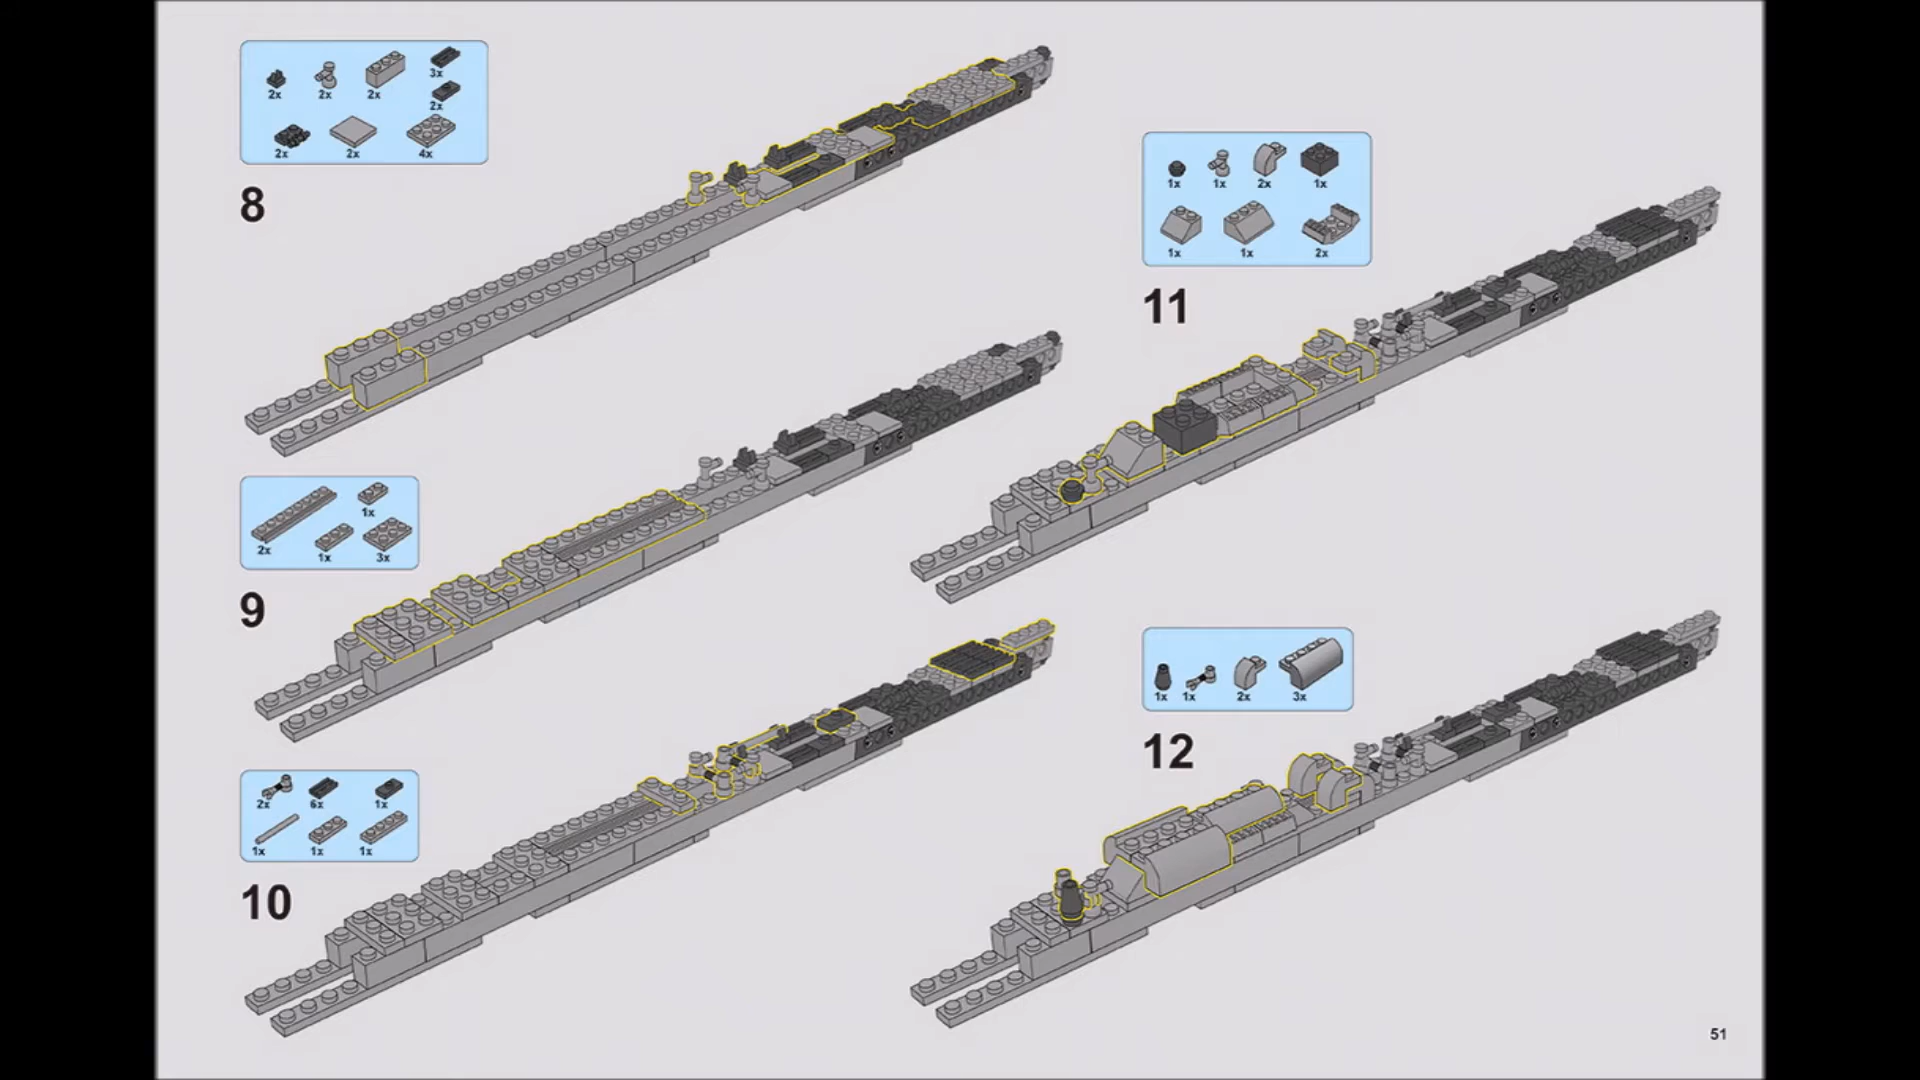 2x 2x 2x 3x
2x
2x 2x 4x
8
1x
2x 1x 3x
9
2x 6x 1x
1x 1x 1x
10
1x 1x 2x 1x
1x 1x 2x
11
1x 1x 2x 3x
12
51